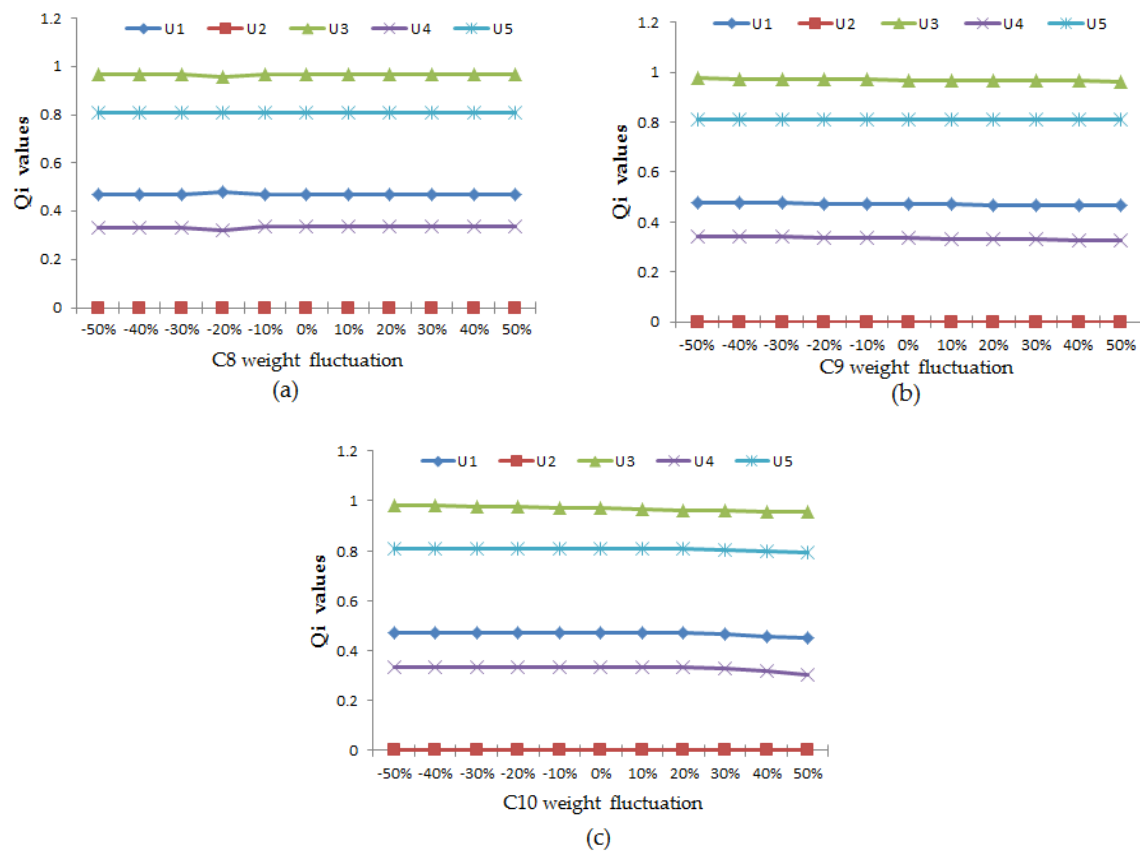 U1 U2 U3 U4 U5
1.2
1
0.8
0.6
0.4
0.2
0
Qi values
-50% -40% -30% -20% -10% 0% 10% 20% 30% 40% 50%
C8 weight fluctuation
(a)
U1 U2 U3 U4 U5
1.2
1
0.8
0.6
0.4
0.2
0
Qi values
-50% -40% -30% -20% -10% 0% 10% 20% 30% 40% 50%
C9 weight fluctuation
(b)
U1 U2 U3 U4 U5
1.2
1
0.8
0.6
0.4
0.2
0
Qi values
-50% -40% -30% -20% -10% 0% 10% 20% 30% 40% 50%
C10 weight fluctuation
(c)